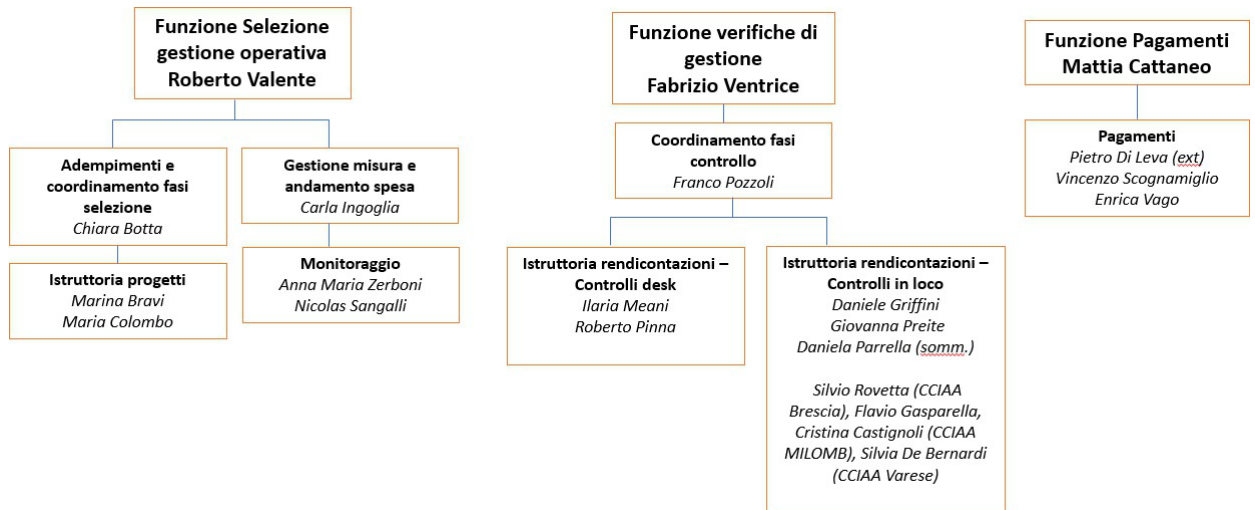 Funzione Selezione
gestione operativa
Roberto Valente
Adempimenti e
coordinamento fasi
selezione
Chiara Botta
Istruttoria progetti
Marina Bravi
Maria Colombo
Gestione misura e
andamento spesa
Carla Ingoglia
Monitoraggio
Anna Maria Zerboni
Nicolas Sangalli
Funzione verifiche di
gestione
Fabrizio Ventrice
Coordinamento fasi
controllo
Franco Pozzoli
Istruttoria rendicontazioni –
Controlli desk
Ilaria Meani
Roberto Pinna
Istruttoria rendicontazioni –
Controlli in loco
Daniele Griffini
Giovanna Preite
Daniela Parrella (somm.)
Silvio Rovetta (CCIAA
Brescia), Flavio Gasparella,
Cristina Castignoli (CCIAA
MILOMB), Silvia De Bernardi
(CCIAA Varese)
Funzione Pagamenti
Mattia Cattaneo
Pagamenti
Pietro Di Leva (ext)
Vincenzo Scognamiglio
Enrica Vago